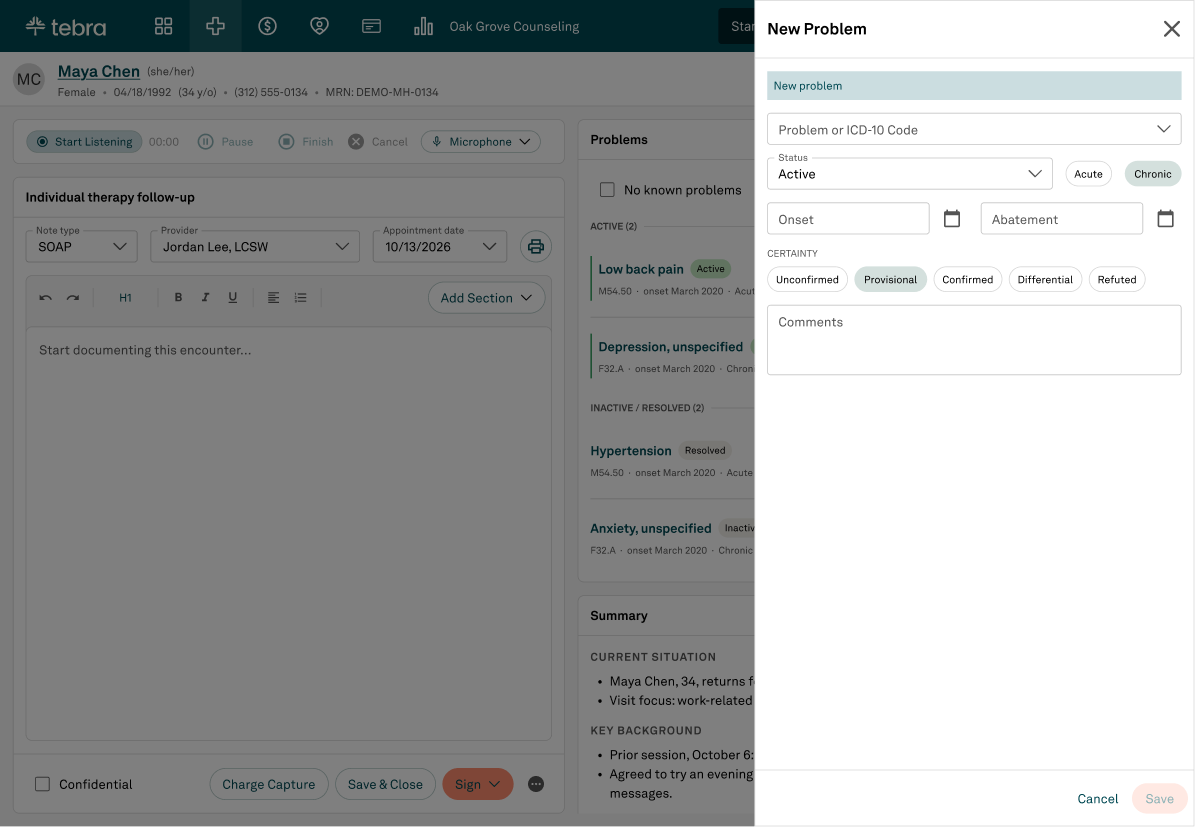 tebra
Oak Grove Counseling
MC
Maya Chen (she/her)
Female • 04/18/1992 (34 y/o) • (312) 555-0134 • MRN: DEMO-MH-0134
Start Listening 00:00 Pause Finish Cancel Microphone
Individual therapy follow-up
Note type
SOAP
Provider
Jordan Lee, LCSW
Appointment date
10/13/2026
H1 B I U
Add Section
Start documenting this encounter...
Confidential
Charge Capture
Save & Close
Sign
Problems
No known problems
ACTIVE (2)
Low back pain Active
M54.50 · onset March 2020 ·
Depression, unspecified
F32.A · onset March 2020 ·
INACTIVE / RESOLVED (2)
Hypertension Resolved
M54.50 · onset March 2020 · Acute
Anxiety, unspecified
F32.A · onset March 2020 · Chronic
Summary
CURRENT SITUATION
• Maya Chen, 34, returns
• Visit focus: work-related
KEY BACKGROUND
• Prior session, October 6:
• Agreed to try an evening
messages.
New Problem
New problem
Problem or ICD-10 Code
Status
Active
Acute
Chronic
Onset
Abatement
CERTAINTY
Unconfirmed
Provisional
Confirmed
Differential
Refuted
Comments
Cancel
Save